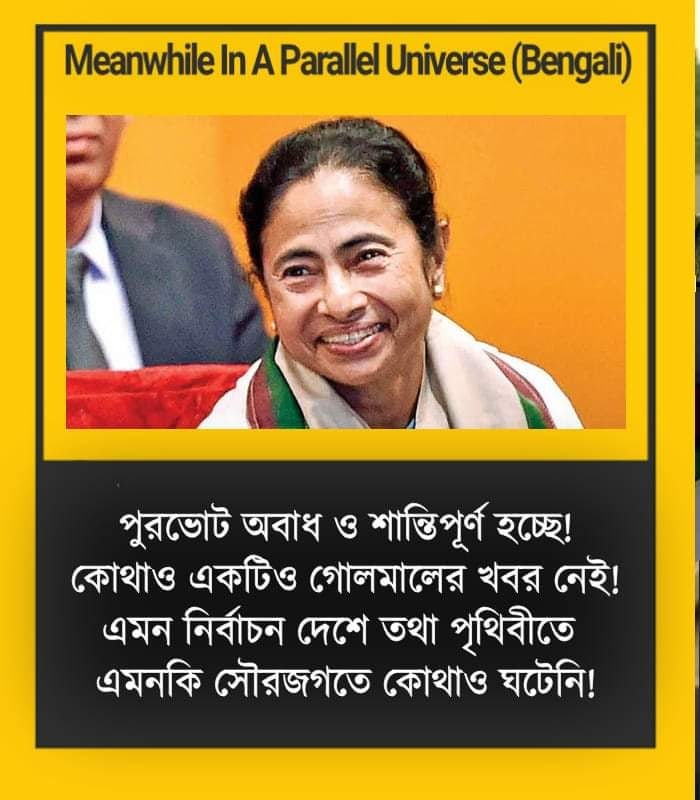 Meanwhile In A Parallel Universe (Bengali)
পুরভোট অবাধ ও শান্তিপূর্ণ হচ্ছে!
কোথাও একটিও গোলমালের খবর নেই!
এমন নির্বাচন দেশে তথা পৃথিবীতে
এমনকি সৌরজগতে কোথাও ঘটেনি!